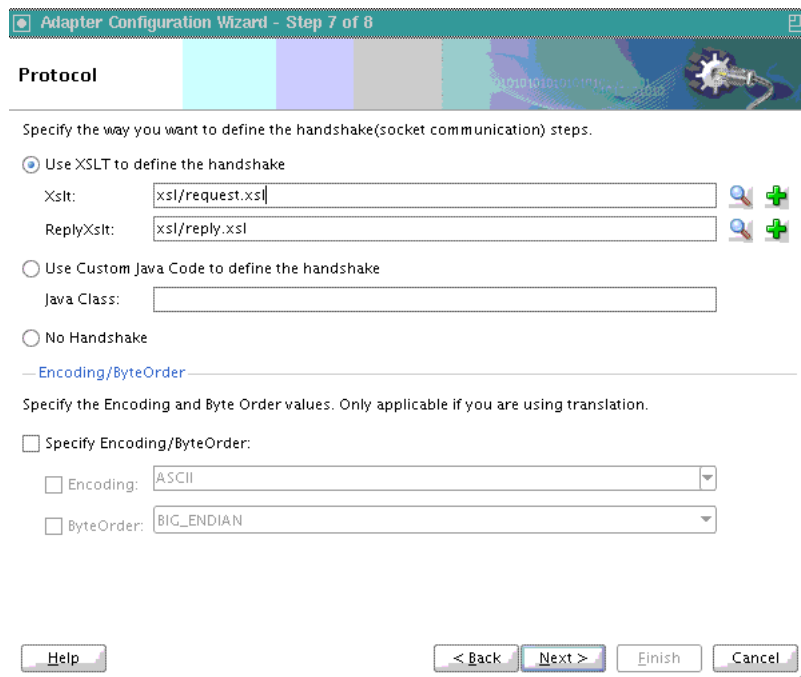 Adapter Configuration Wizard - Step 7 of 8
Protocol
Specify the way you want to define the handshake(socket communication) steps.
Use XSLT to define the handshake
Xslt: xsl/request.xsl
ReplyXslt: xsl/reply.xsl
Use Custom Java Code to define the handshake
Java Class:
No Handshake
Encoding/ByteOrder
Specify the Encoding and Byte Order values. Only applicable if you are using translation.
Specify Encoding/ByteOrder:
Encoding: ASCII
ByteOrder: BIG_ENDIAN
Help < Back Next > Finish Cancel